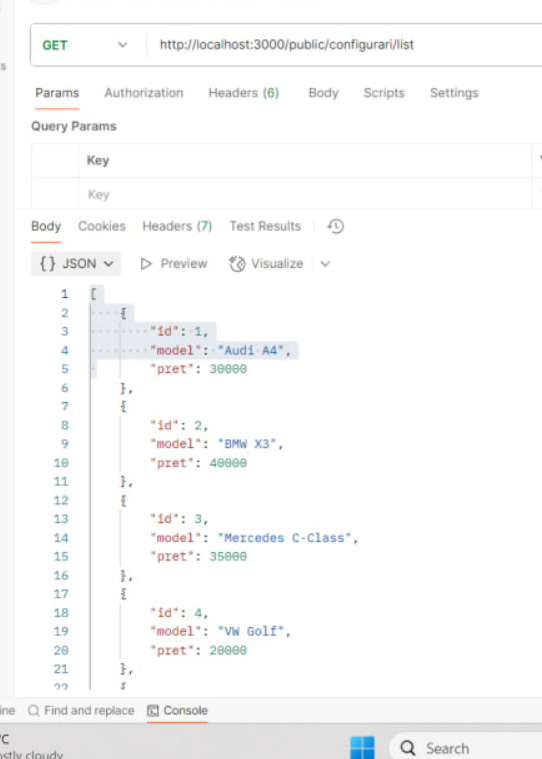 GET http://localhost:3000/public/configurari/list
Params Authorization Headers (6) Body Scripts Settings
Query Params
Key
Key
Body Cookies Headers (7) Test Results
{} JSON Preview Visualize
1 [
2 {
3 "id": 1,
4 "model": "Audi A4",
5 "pret": 30000
6 },
7 {
8 "id": 2,
9 "model": "BMW X3",
10 "pret": 40000
11 },
12 {
13 "id": 3,
14 "model": "Mercedes C-Class",
15 "pret": 35000
16 },
17 {
18 "id": 4,
19 "model": "VW Golf",
20 "pret": 20000
21 },
22 {
Find and replace Console
Search
cloudy